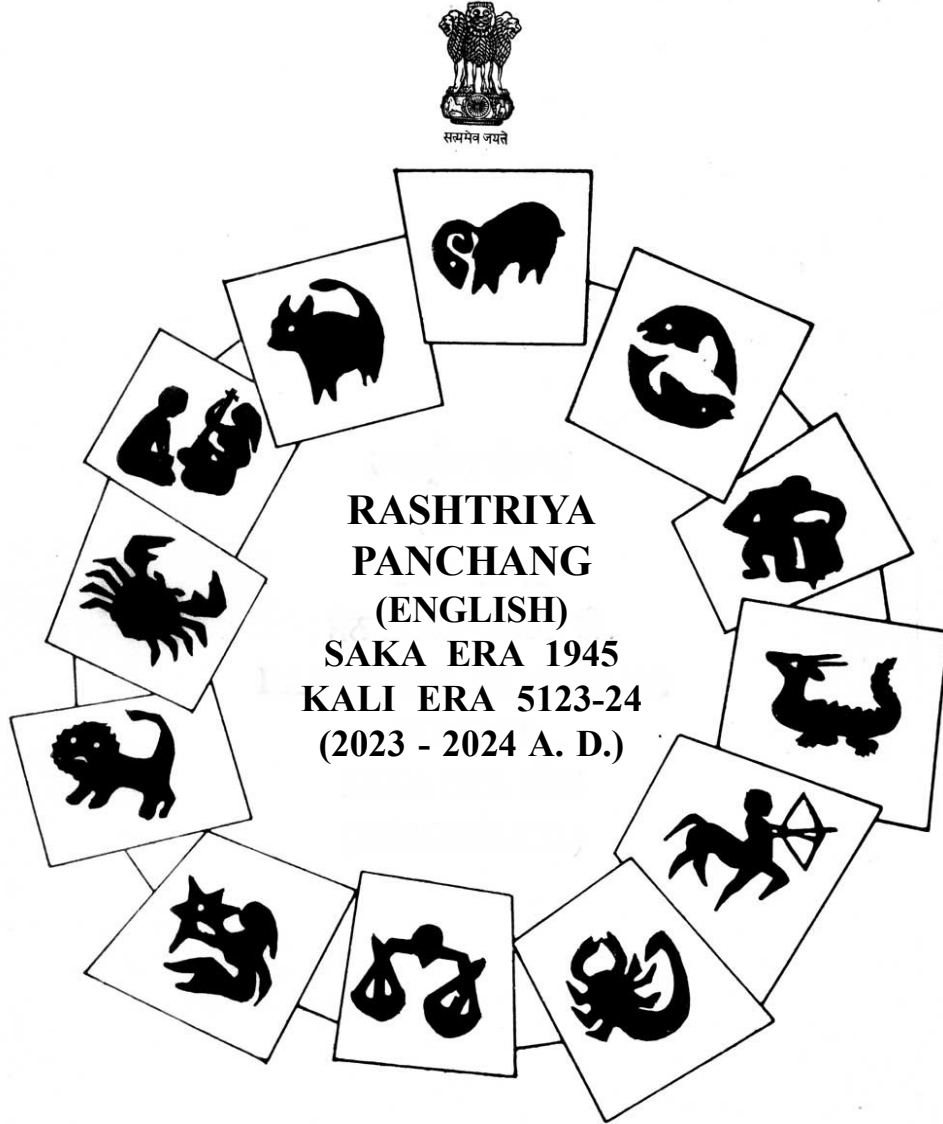 सत्यमेव जयते
RASHTRIYA
PANCHANG
(ENGLISH)
SAKA ERA 1945
KALI ERA 5123-24
(2023 - 2024 A. D.)